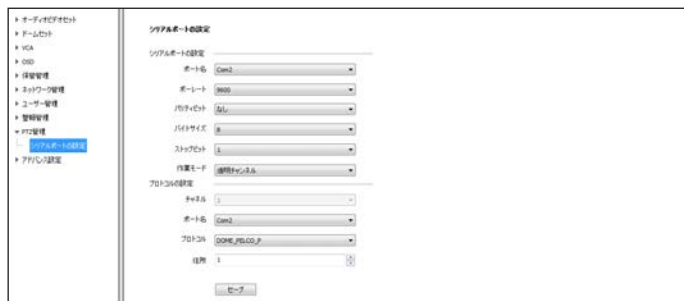 オーディオビデオセット
ドームセット
VCA
OSD
保管管理
ネットワーク管理
ユーザー管理
警報管理
PTZ管理
シリアルポートの設定
アドバンス設定
シリアルポートの設定
シリアルポートの設定
ポート名 Com2
ボーレート 9600
パリティビット なし
バイトサイズ 8
ストップビット 1
作業モード 透明チャンネル
プロトコルの設定
チャネル 1
ポート名 Com2
プロトコル DOME_PELCO_P
住所 1
セーブ